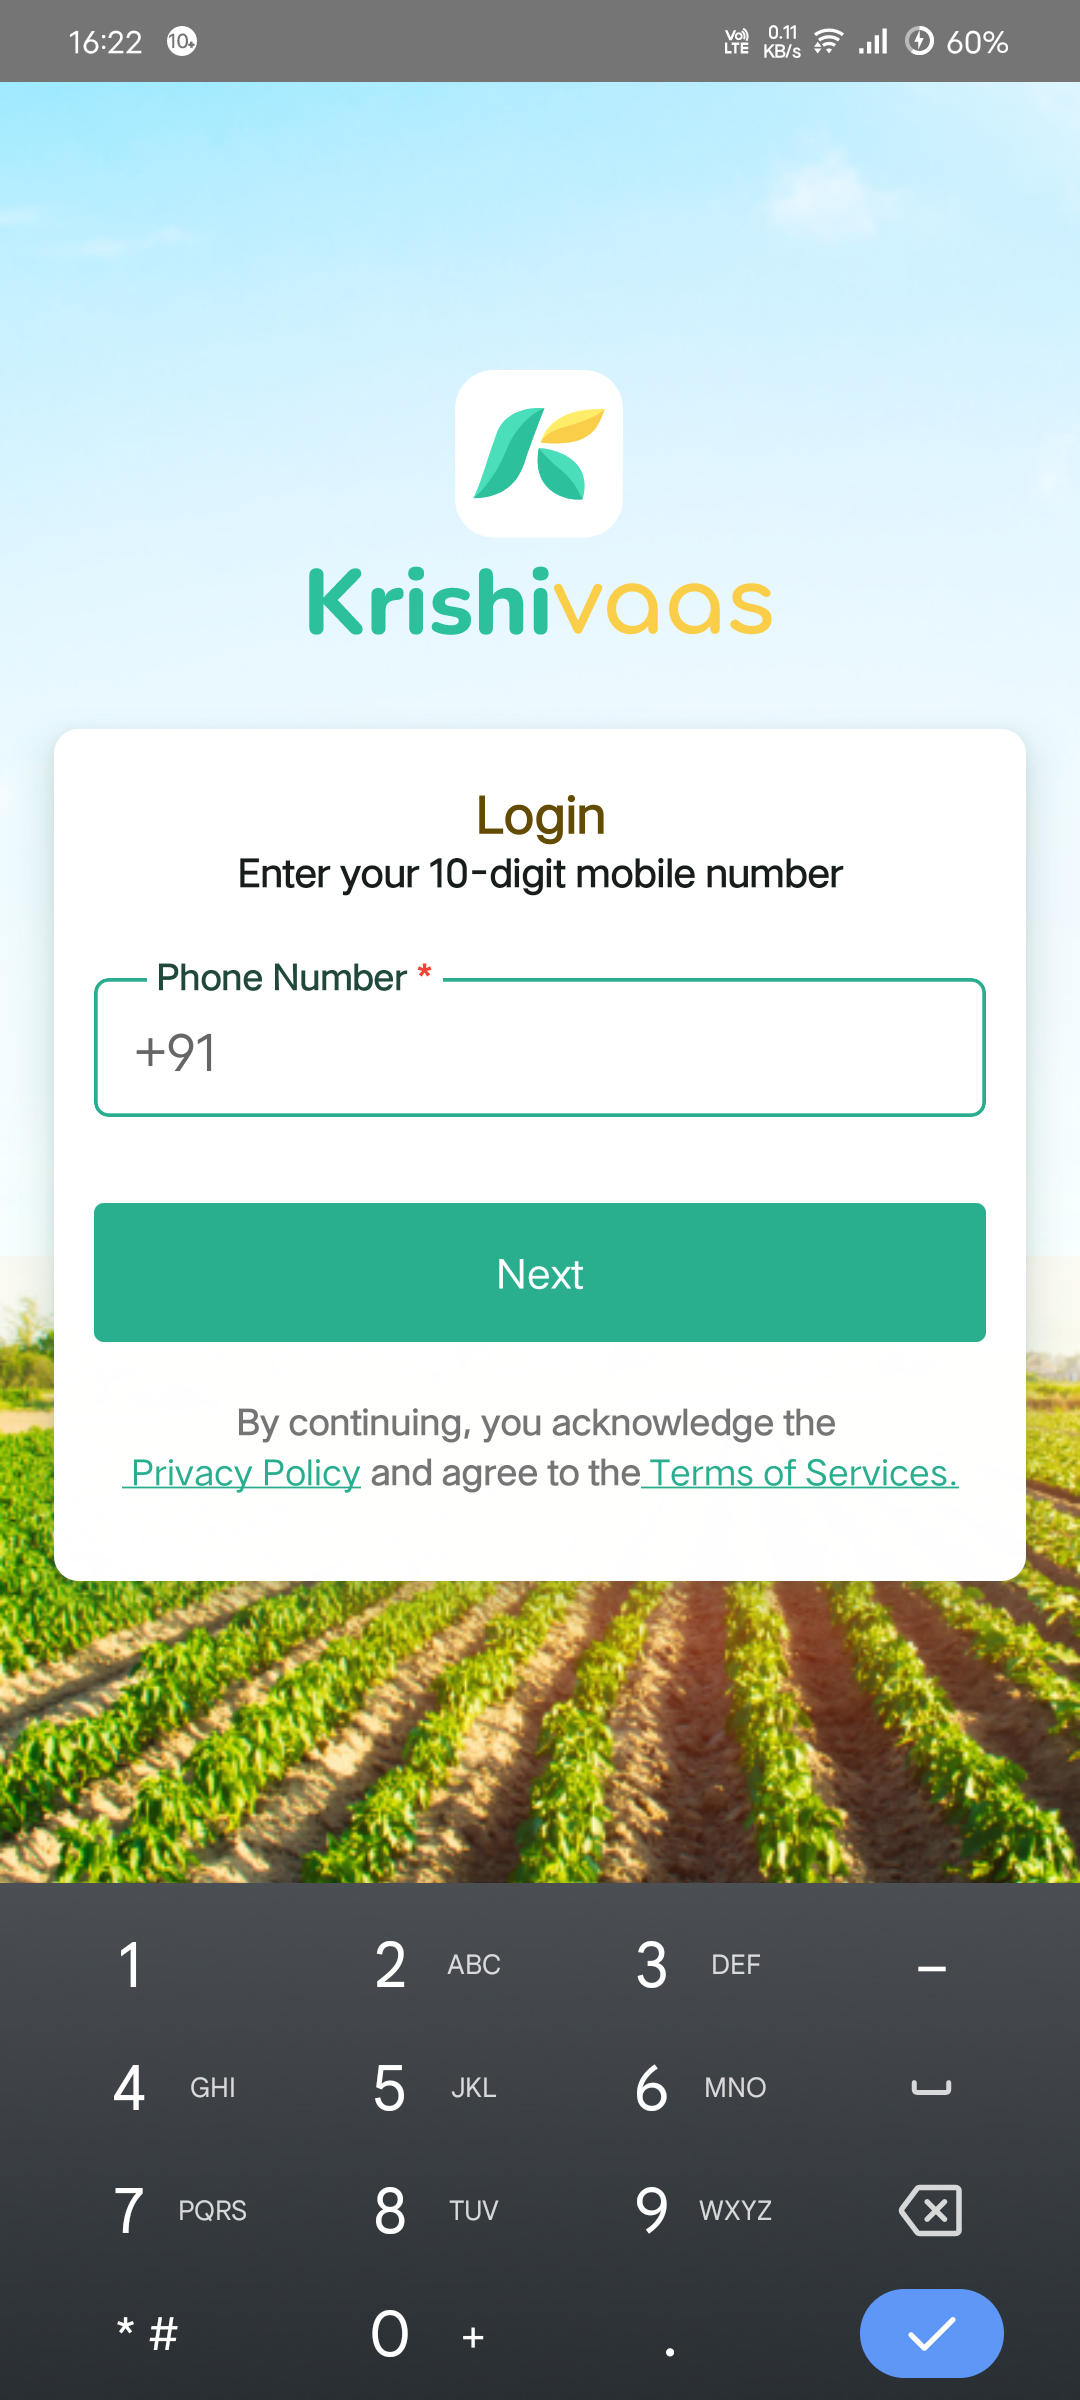 16:22 10+ Vo) LTE 0.11 KB/s 60%
Krishivaas
Login
Enter your 10-digit mobile number
Phone Number *
+91
Next
By continuing, you acknowledge the
Privacy Policy and agree to the Terms of Services.
1 2 ABC 3 DEF –
4 GHI 5 JKL 6 MNO
7 PQRS 8 TUV 9 WXYZ
* # 0 + .